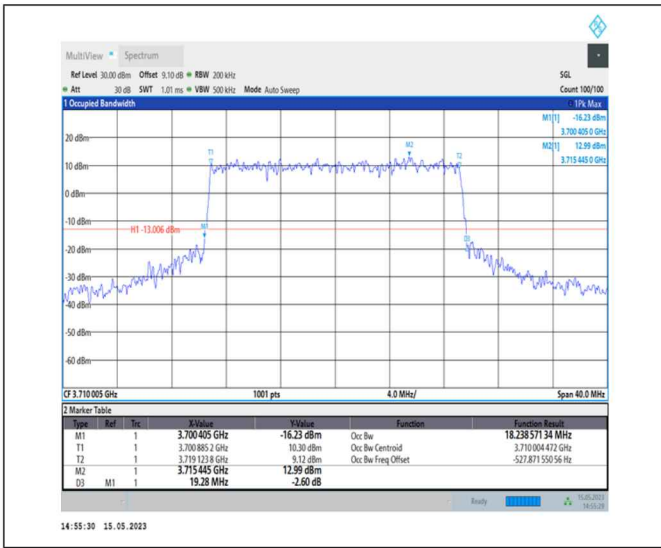 MultiView Spectrum
Ref Level 30.00 dBm Offset 9.10 dB RBW 200 kHz SGL
Att 30 dB SWT 1.01 ms VBW 500 kHz Mode Auto Sweep Count 100/100
1 Occupied Bandwidth 1Pk Max
M1[1] -16.23 dBm
3.700 405 0 GHz
M2[1] 12.99 dBm
3.715 445 0 GHz
20 dBm
M2
T1
T2
10 dBm
0 dBm
-10 dBm
H1 -13.006 dBm
M1
D3
-20 dBm
-30 dBm
-40 dBm
-50 dBm
-60 dBm
CF 3.710 005 GHz 1001 pts 4.0 MHz/ Span 40.0 MHz
2 Marker Table
Type Ref Trc X-Value Y-Value Function Function Result
M1 1 3.700 405 GHz -16.23 dBm Occ Bw 18.238 571 34 MHz
T1 1 3.700 885 2 GHz 10.30 dBm Occ Bw Centroid 3.710 004 472 GHz
T2 1 3.719 123 8 GHz 9.12 dBm Occ Bw Freq Offset -527.871 550 56 Hz
M2 1 3.715 445 GHz 12.99 dBm
D3 M1 1 19.28 MHz -2.60 dB
Ready 15.05.2023
14:55:29
14:55:30 15.05.2023